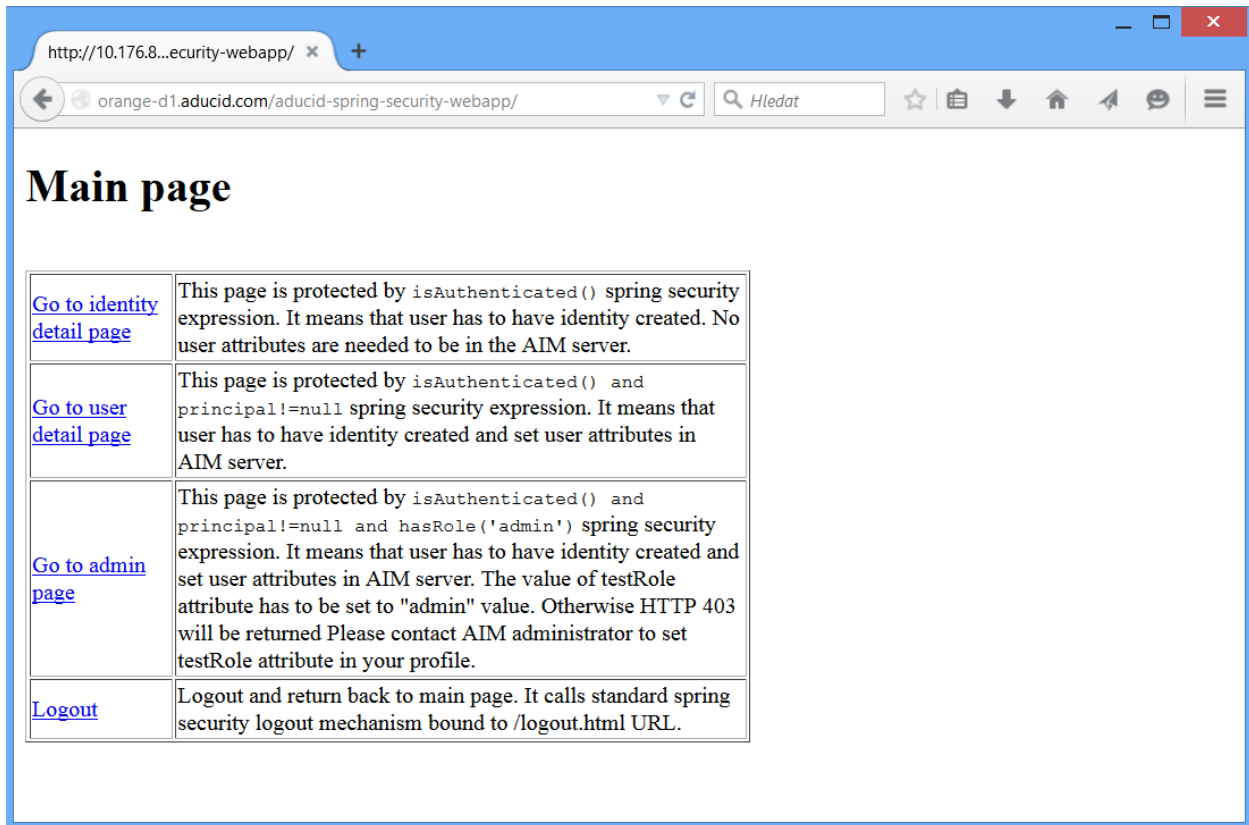 http://10.176.8...ecurity-webapp/
orange-d1.aducid.com/aducid-spring-security-webapp/
Hledat
Main page
Go to identity
detail page
This page is protected by isAuthenticated() spring security
expression. It means that user has to have identity created. No
user attributes are needed to be in the AIM server.
Go to user
detail page
This page is protected by isAuthenticated() and
principal!=null spring security expression. It means that
user has to have identity created and set user attributes in
AIM server.
Go to admin
page
This page is protected by isAuthenticated() and
principal!=null and hasRole('admin') spring security
expression. It means that user has to have identity created and
set user attributes in AIM server. The value of testRole
attribute has to be set to "admin" value. Otherwise HTTP 403
will be returned Please contact AIM administrator to set
testRole attribute in your profile.
Logout
Logout and return back to main page. It calls standard spring
security logout mechanism bound to /logout.html URL.